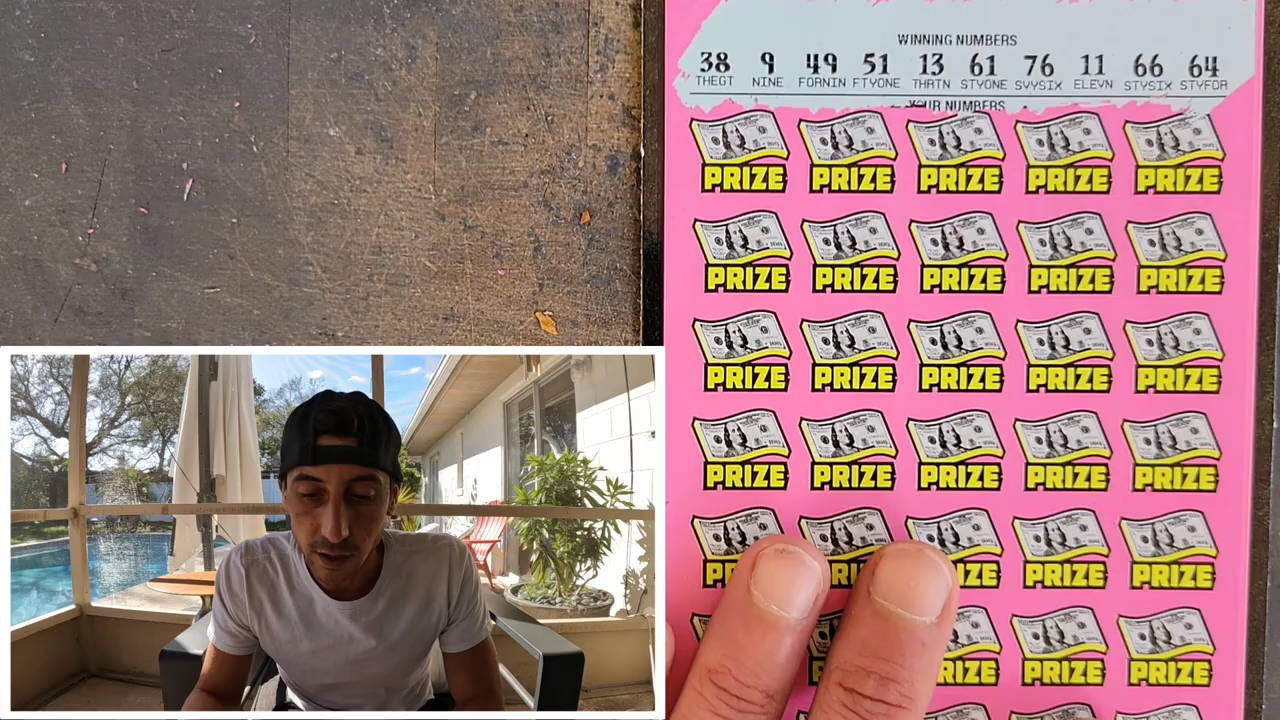 WINNING NUMBERS
38 9 49 51 13 61 76 11 66 64
THEGT NINE FORNIN FTYONE THRTN STYONE SVYSIX ELEVN STYSIX STYFOR
YOUR NUMBERS
PRIZE PRIZE PRIZE PRIZE PRIZE
PRIZE PRIZE PRIZE PRIZE PRIZE
PRIZE PRIZE PRIZE PRIZE PRIZE
PRIZE PRIZE PRIZE PRIZE PRIZE
PRIZE PRIZE PRIZE
PRIZE PRIZE PRIZE